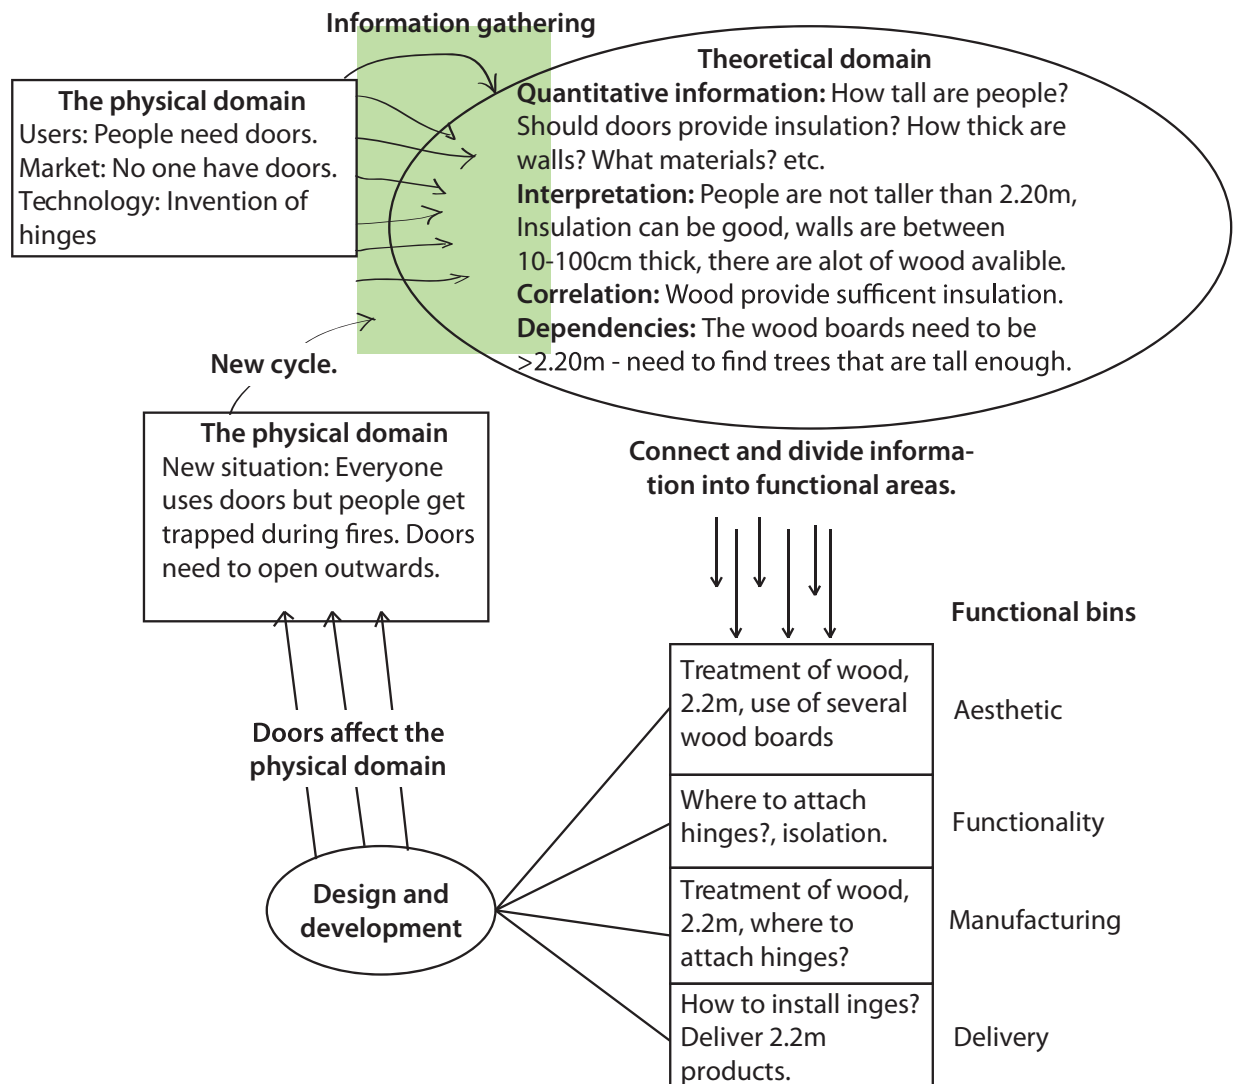 Information gathering
The physical domain
Users: People need doors.
Market: No one have doors.
Technology: Invention of
hinges
Theoretical domain
Quantitative information: How tall are people?
Should doors provide insulation? How thick are
walls? What materials? etc.
Interpretation: People are not taller than 2.20m,
Insulation can be good, walls are between
10-100cm thick, there are alot of wood avalible.
Correlation: Wood provide sufficent insulation.
Dependencies: The wood boards need to be
>2.20m - need to find trees that are tall enough.
New cycle.
The physical domain
New situation: Everyone
uses doors but people get
trapped during fires. Doors
need to open outwards.
Connect and divide informa-
tion into functional areas.
Functional bins
Treatment of wood,
2.2m, use of several
wood boards
Aesthetic
Where to attach
hinges?, isolation.
Functionality
Treatment of wood,
2.2m, where to
attach hinges?
Manufacturing
How to install inges?
Deliver 2.2m
products.
Delivery
Doors affect the
physical domain
Design and
development